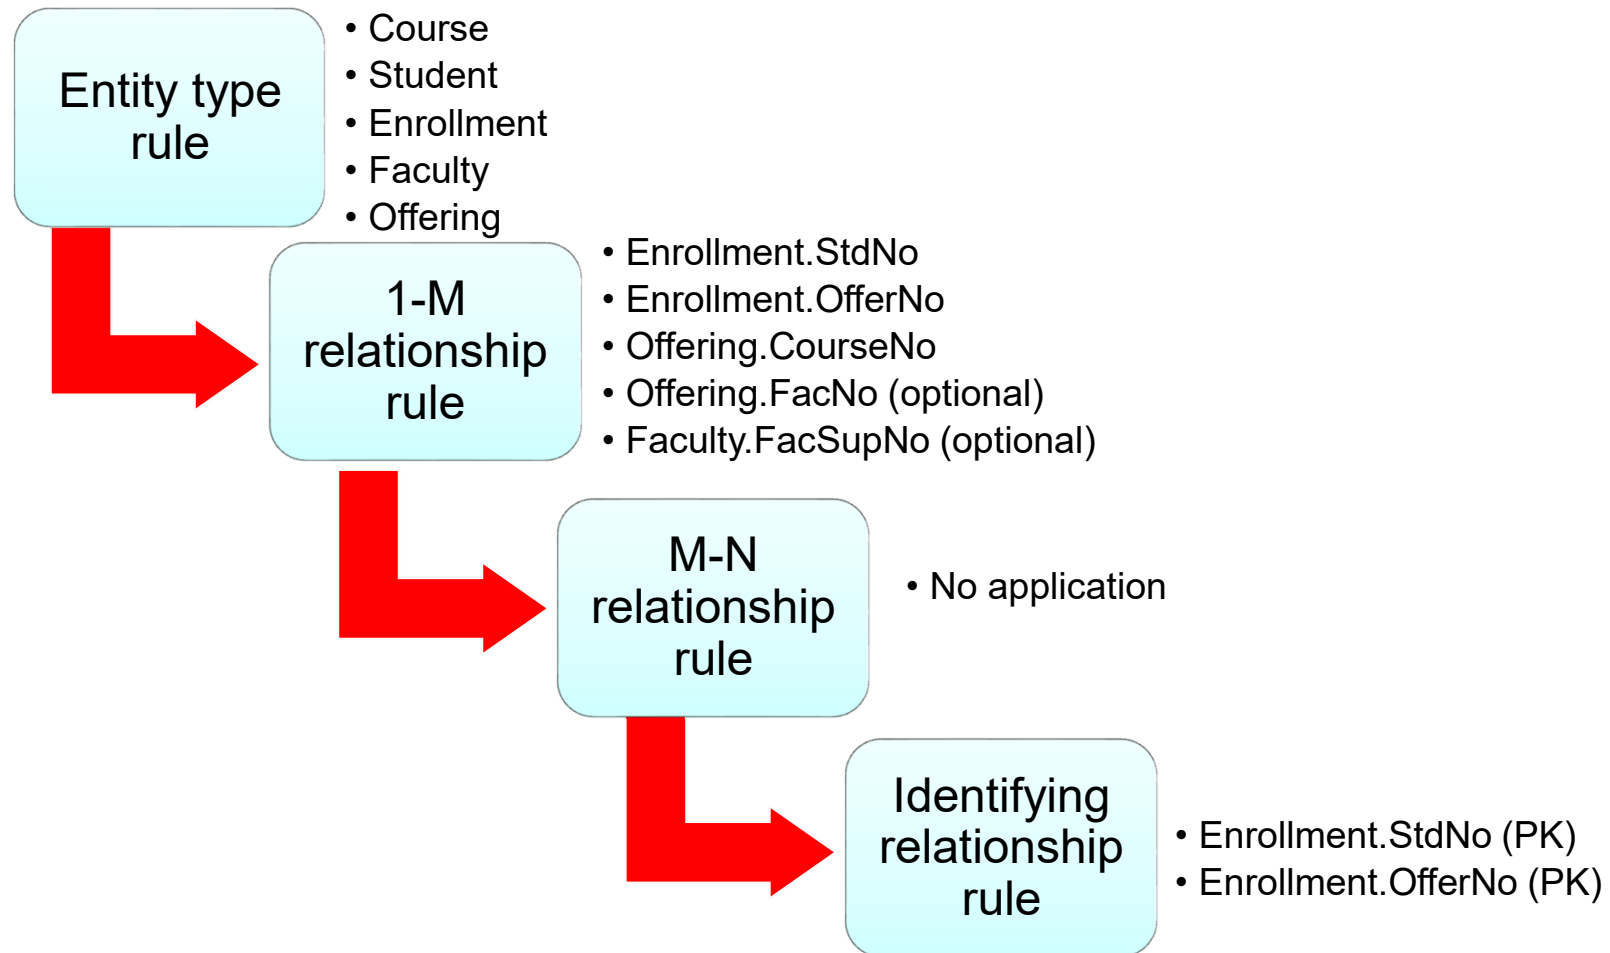 Entity type
rule
• Course
• Student
• Enrollment
• Faculty
• Offering
1-M
relationship
rule
• Enrollment.StdNo
• Enrollment.OfferNo
• Offering.CourseNo
• Offering.FacNo (optional)
• Faculty.FacSupNo (optional)
M-N
relationship
rule
• No application
Identifying
relationship
rule
• Enrollment.StdNo (PK)
• Enrollment.OfferNo (PK)